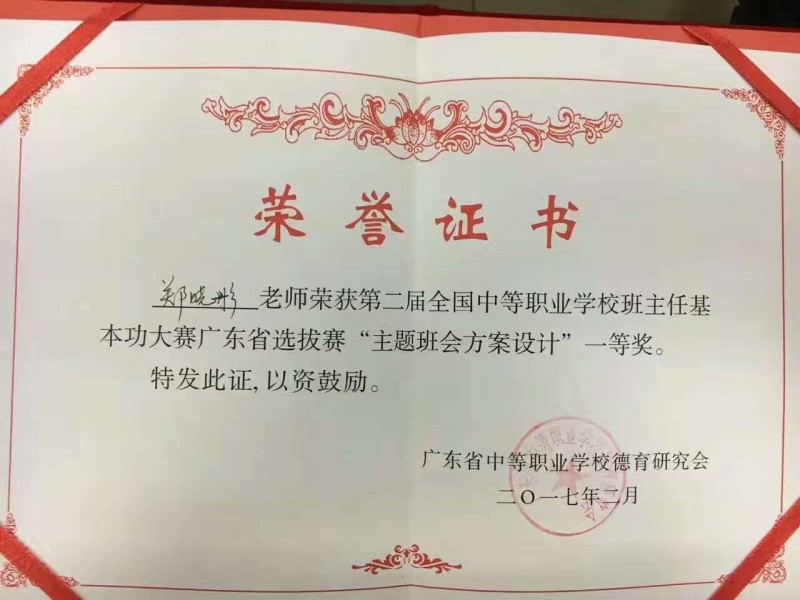 荣誉证书
郑晓彤 老师荣获第二届全国中等职业学校班主任基
本功大赛广东省选拔赛“主题班会方案设计”一等奖。
特发此证,以资鼓励。
广东省中等职业学校德育研究会
二〇一七年二月